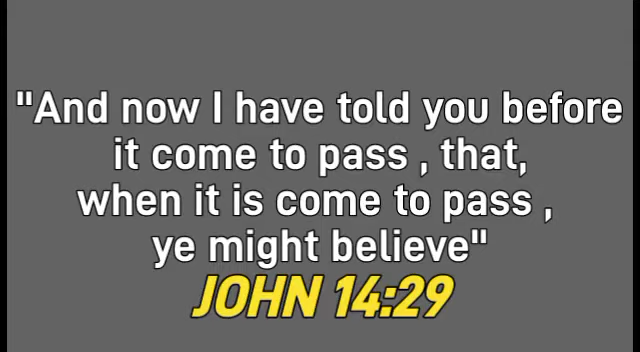 "And now I have told you before
it come to pass , that,
when it is come to pass ,
ye might believe"
JOHN 14:29